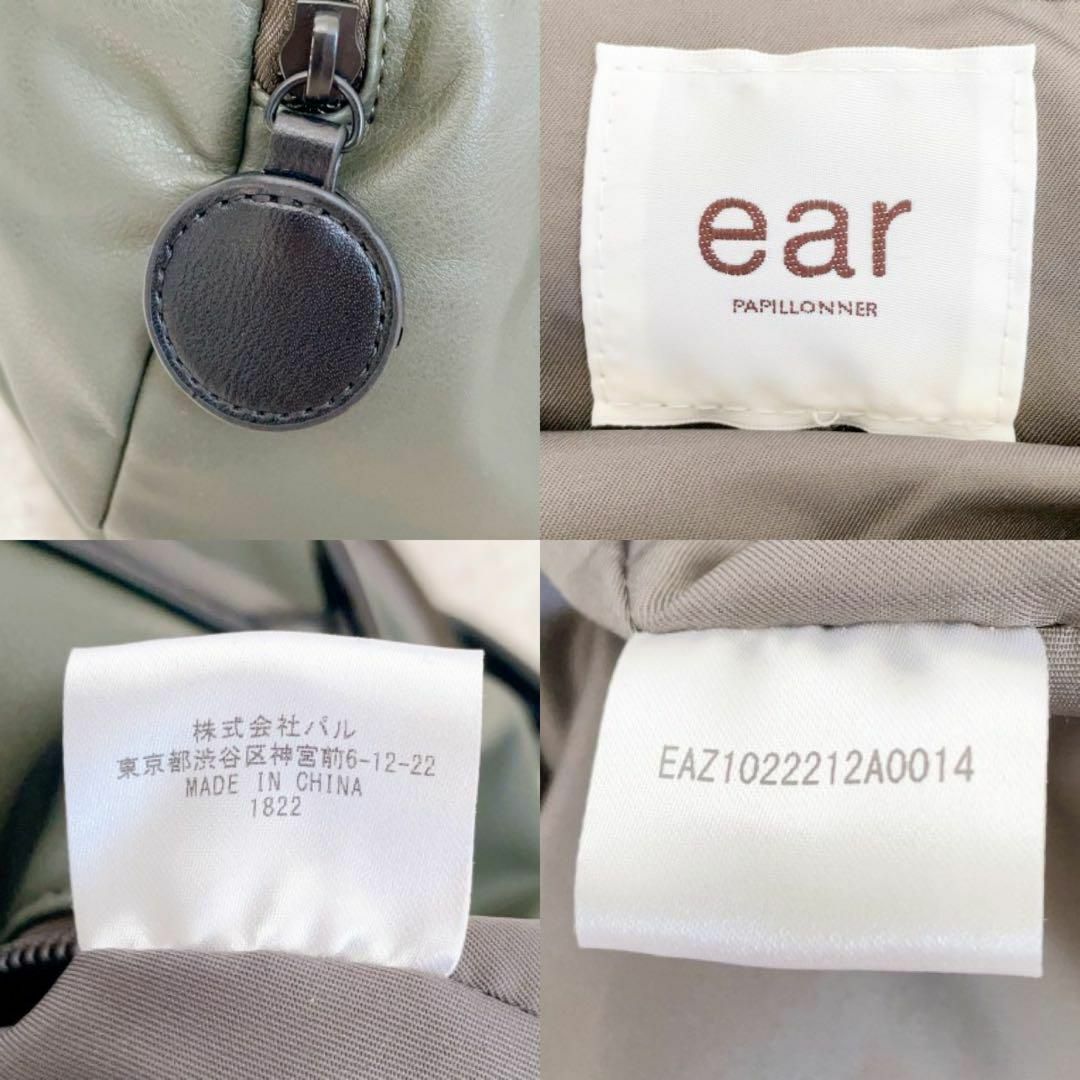 ear
PAPILLONNER
株式会社パル
東京都渋谷区神宮前6-12-22
MADE IN CHINA
1822
EAZ1022212A0014